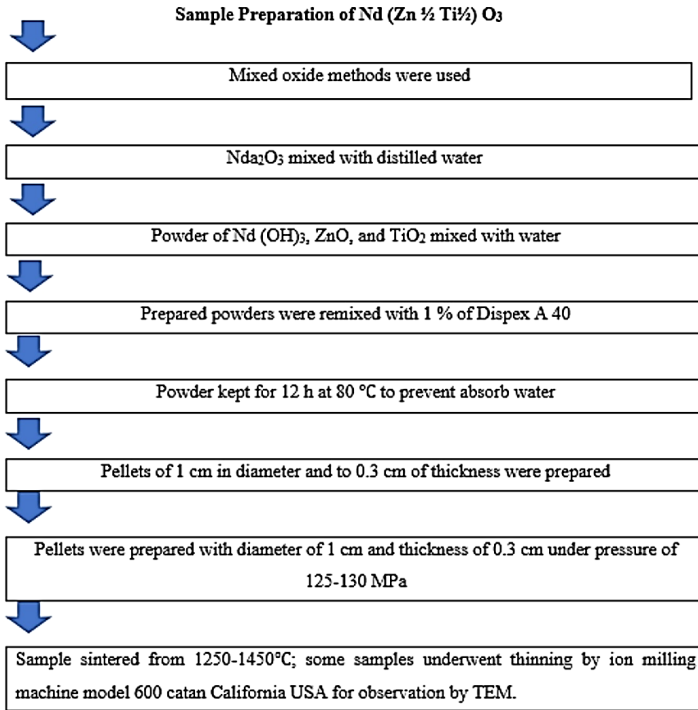 Sample Preparation of Nd (Zn ½ Ti½) O₃
Mixed oxide methods were used
Nda₂O₃ mixed with distilled water
Powder of Nd (OH)₃, ZnO, and TiO₂ mixed with water
Prepared powders were remixed with 1 % of Dispex A 40
Powder kept for 12 h at 80 °C to prevent absorb water
Pellets of 1 cm in diameter and to 0.3 cm of thickness were prepared
Pellets were prepared with diameter of 1 cm and thickness of 0.3 cm under pressure of
125-130 MPa
Sample sintered from 1250-1450°C; some samples underwent thinning by ion milling
machine model 600 catan California USA for observation by TEM.